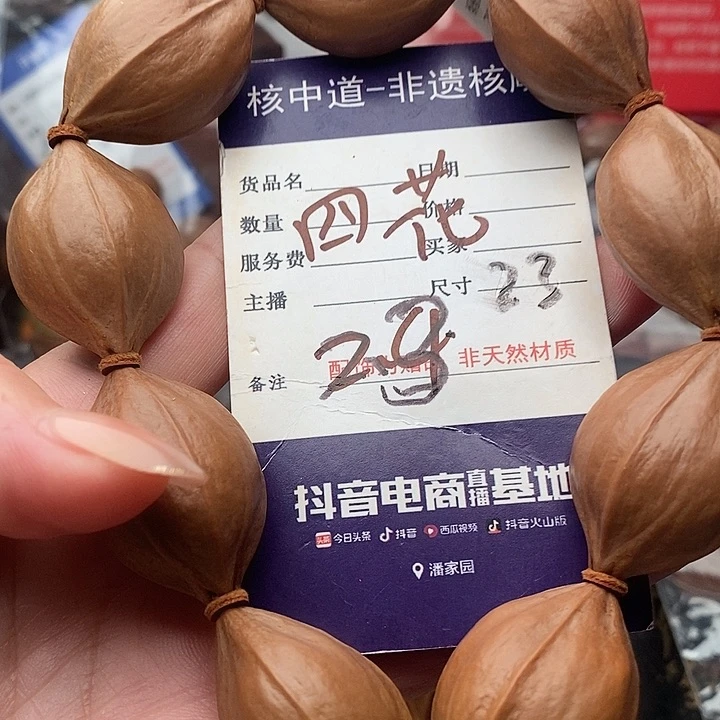 核中道-非遗核
货品名 日期
数量 四花 价格
服务费 买家
主播 尺寸 23
备注 非天然材质
抖音电商直播基地
今日头条 抖音 西瓜视频 抖音火山版
潘家园